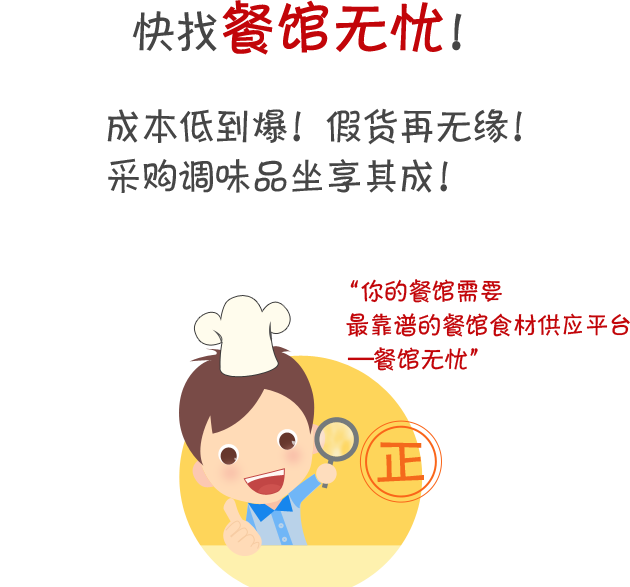 快找餐馆无忧！
成本低到爆！假货再无缘！
采购调味品坐享其成！
“你的餐馆需要
最靠谱的餐馆食材供应平台
—餐馆无忧”
正